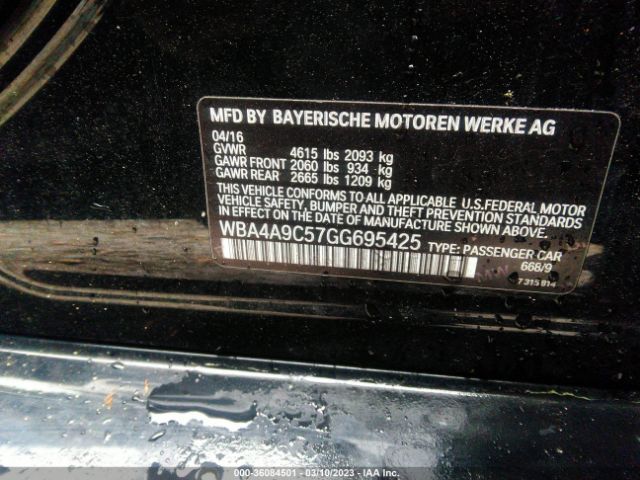 MFD BY BAYERISCHE MOTOREN WERKE AG
04/16
GVWR 4615 lbs 2093 kg
GAWR FRONT 2060 lbs 934 kg
GAWR REAR 2665 lbs 1209 kg
THIS VEHICLE CONFORMS TO ALL APPLICABLE U.S.FEDERAL MOTOR
VEHICLE SAFETY, BUMPER AND THEFT PREVENTION STANDARDS
IN EFFECT ON THE DATE OF MANUFACTURE SHOWN ABOVE.
WBA4A9C57GG695425 TYPE: PASSENGER CAR
668/9
7315814
000-36084501 - 03/10/2023 - IAA Inc.